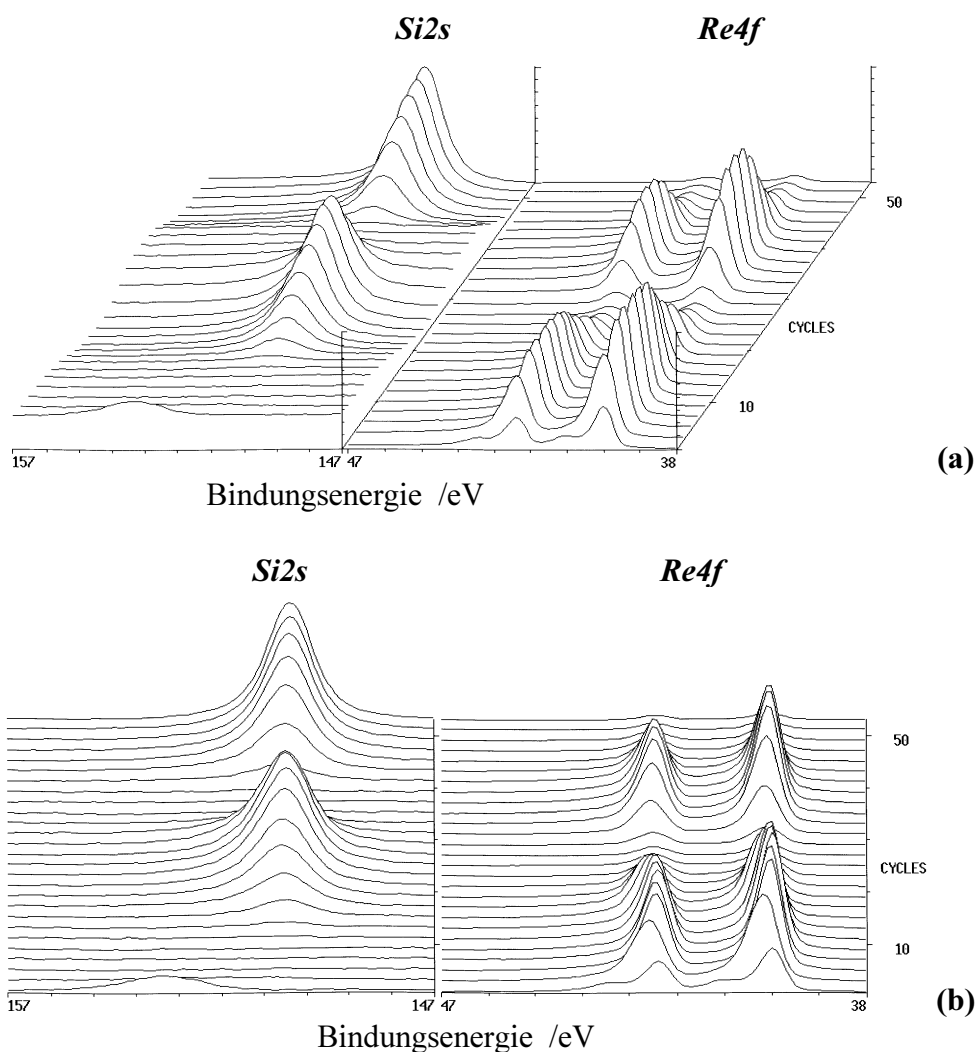 Si2s Re4f
50
CYCLES
10
157 147 47 38
(a)
Bindungsenergie /eV
Si2s Re4f
50
CYCLES
10
157 147 47 38
(b)
Bindungsenergie /eV